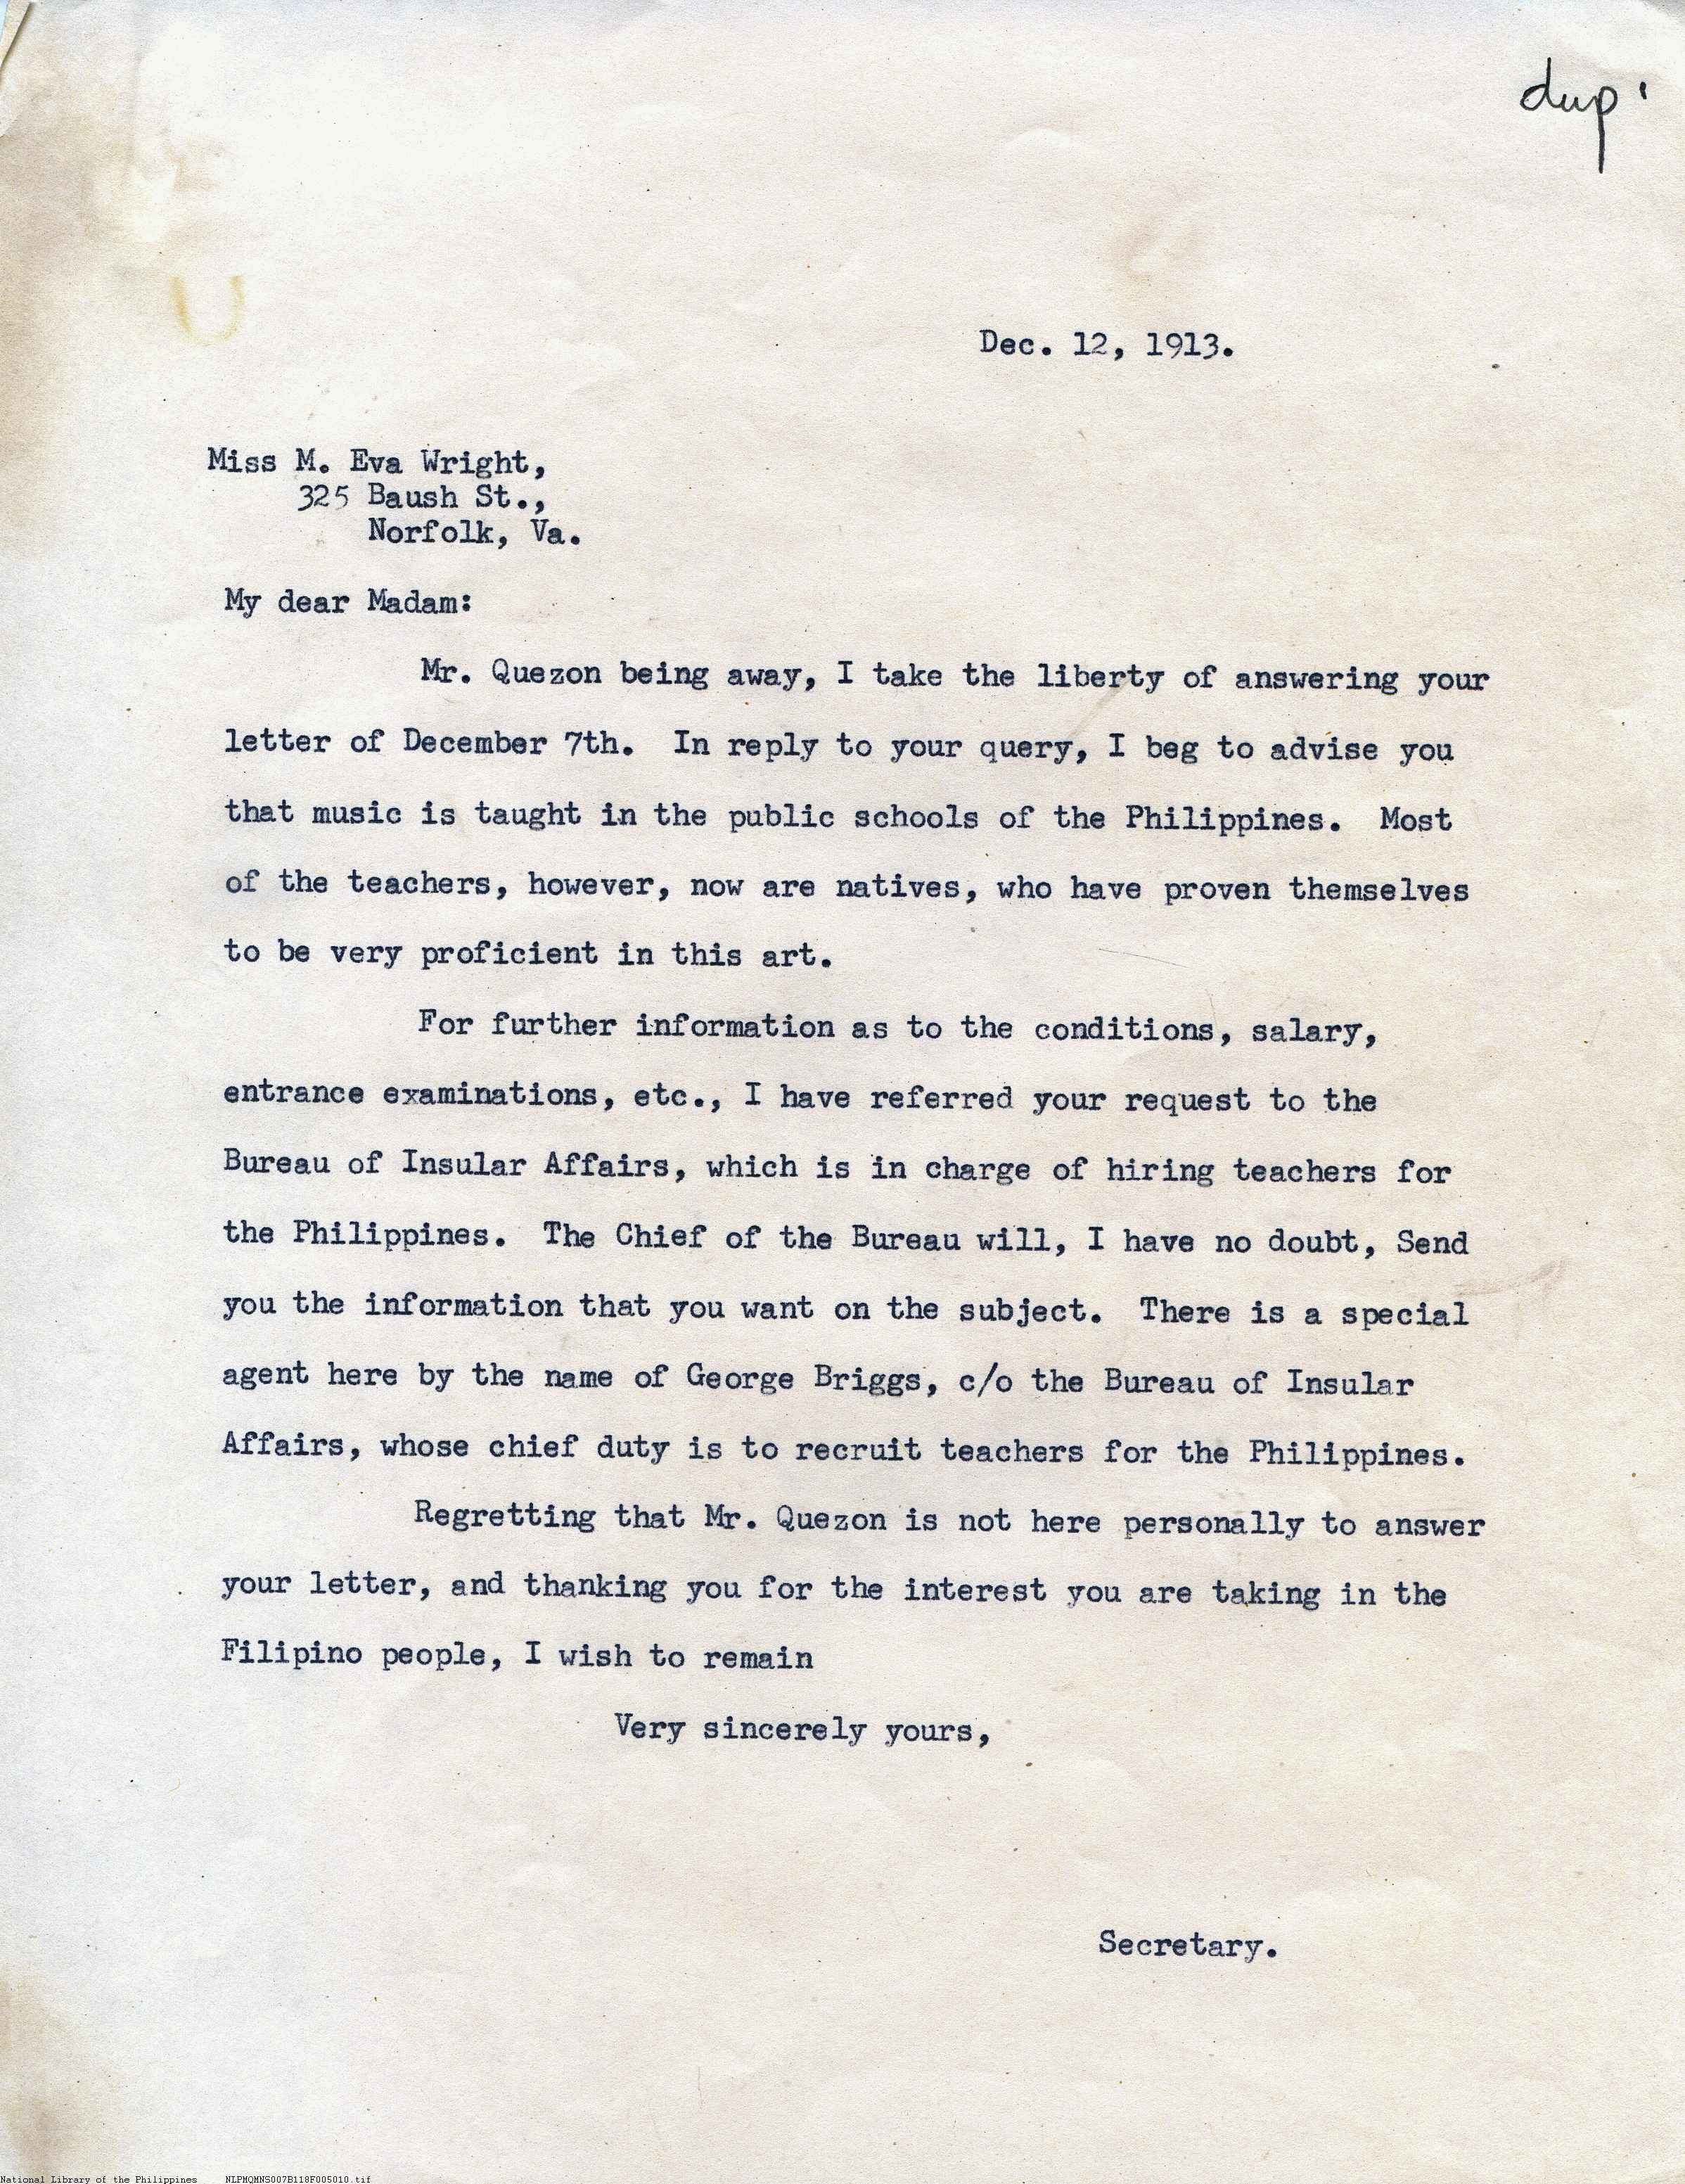 dup'
Dec. 12, 1913.
Miss M. Eva Wright,
325 Baush St.,
Norfolk, Va.
My dear Madam:
Mr. Quezon being away, I take the liberty of answering your
letter of December 7th. In reply to your query, I beg to advise you
that music is taught in the public schools of the Philippines. Most
of the teachers, however, now are natives, who have proven themselves
to be very proficient in this art.
For further information as to the conditions, salary,
entrance examinations, etc., I have referred your request to the
Bureau of Insular Affairs, which is in charge of hiring teachers for
the Philippines. The Chief of the Bureau will, I have no doubt, Send
you the information that you want on the subject. There is a special
agent here by the name of George Briggs, c/o the Bureau of Insular
Affairs, whose chief duty is to recruit teachers for the Philippines.
Regretting that Mr. Quezon is not here personally to answer
your letter, and thanking you for the interest you are taking in the
Filipino people, I wish to remain
Very sincerely yours,
Secretary.
National Library of the Philippines NLPMQMNS007B118F005010.tif